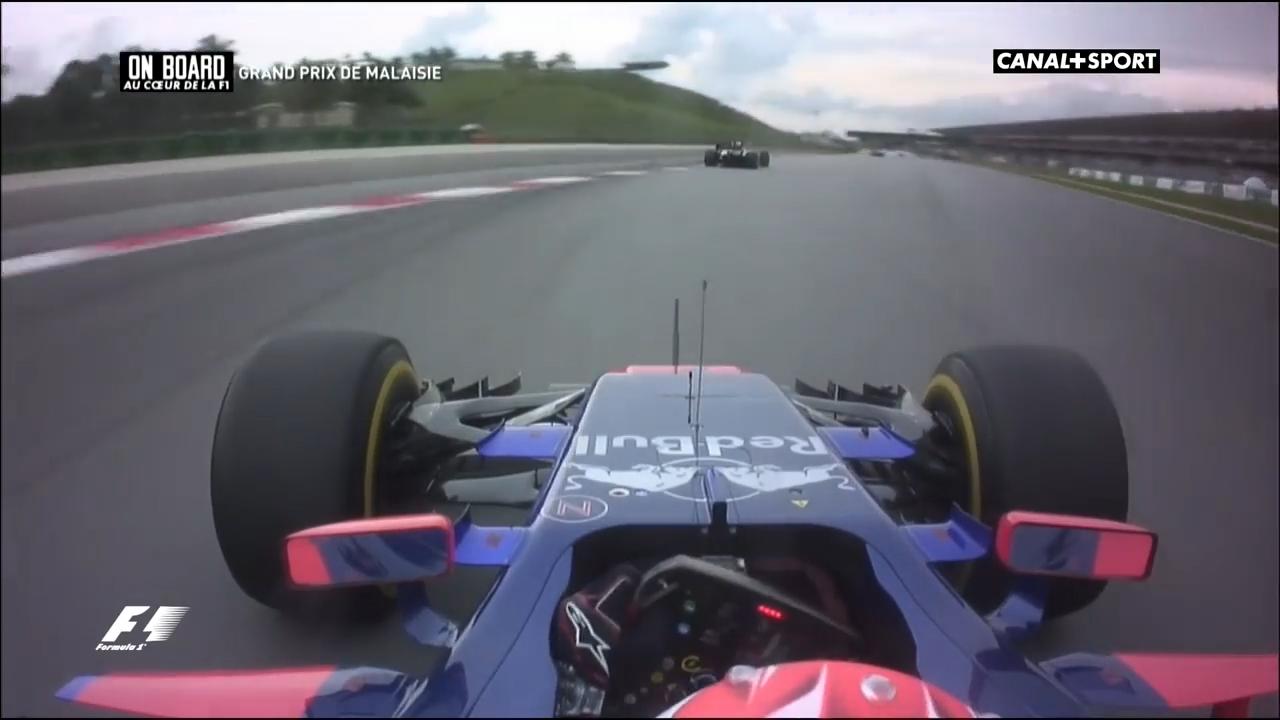 ON BOARD
AU CŒUR DE LA F1
GRAND PRIX DE MALAISIE
CANAL+SPORT
Red Bull
F1
Formula 1